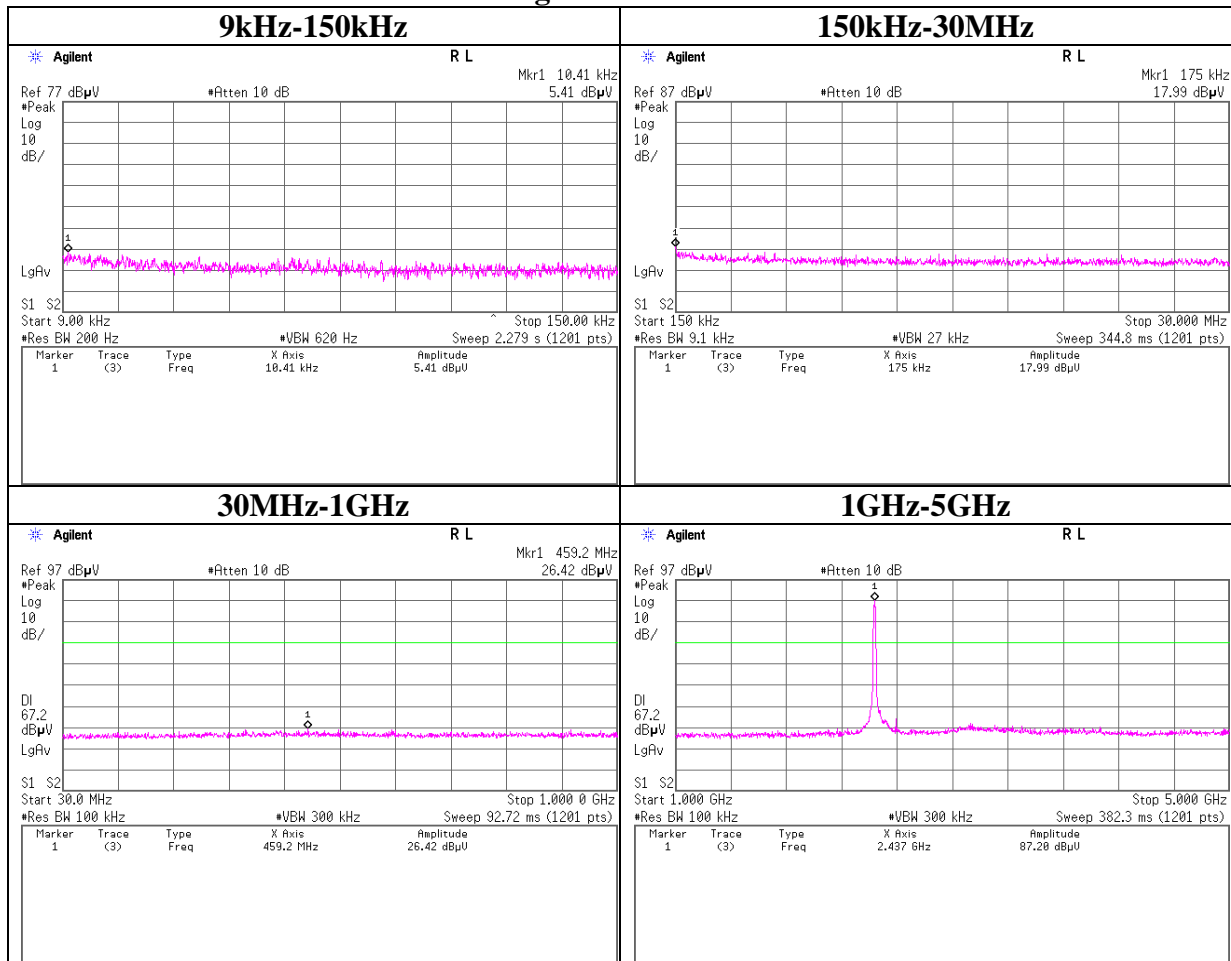 9kHz-150kHz
150kHz-30MHz
Agilent R L
Mkr1 10.41 kHz
Ref 77 dBµV #Atten 10 dB 5.41 dBµV
#Peak
Log
10
dB/
1
LgAv
S1 S2
Start 9.00 kHz ^ Stop 150.00 kHz
#Res BW 200 Hz #VBW 620 Hz Sweep 2.279 s (1201 pts)
Marker Trace Type X Axis Amplitude
1 (3) Freq 10.41 kHz 5.41 dBµV
Agilent R L
Mkr1 175 kHz
Ref 87 dBµV #Atten 10 dB 17.99 dBµV
#Peak
Log
10
dB/
1
LgAv
S1 S2
Start 150 kHz Stop 30.000 MHz
#Res BW 9.1 kHz #VBW 27 kHz Sweep 344.8 ms (1201 pts)
Marker Trace Type X Axis Amplitude
1 (3) Freq 175 kHz 17.99 dBµV
30MHz-1GHz
1GHz-5GHz
Agilent R L
Mkr1 459.2 MHz
Ref 97 dBµV #Atten 10 dB 26.42 dBµV
#Peak
Log
10
dB/
1
DI
67.2
dBµV
LgAv
S1 S2
Start 30.0 MHz Stop 1.000 0 GHz
#Res BW 100 kHz #VBW 300 kHz Sweep 92.72 ms (1201 pts)
Marker Trace Type X Axis Amplitude
1 (3) Freq 459.2 MHz 26.42 dBµV
Agilent R L
Ref 97 dBµV #Atten 10 dB
#Peak
Log
10
dB/
1
DI
67.2
dBµV
LgAv
S1 S2
Start 1.000 GHz Stop 5.000 GHz
#Res BW 100 kHz #VBW 300 kHz Sweep 382.3 ms (1201 pts)
Marker Trace Type X Axis Amplitude
1 (3) Freq 2.437 GHz 87.20 dBµV